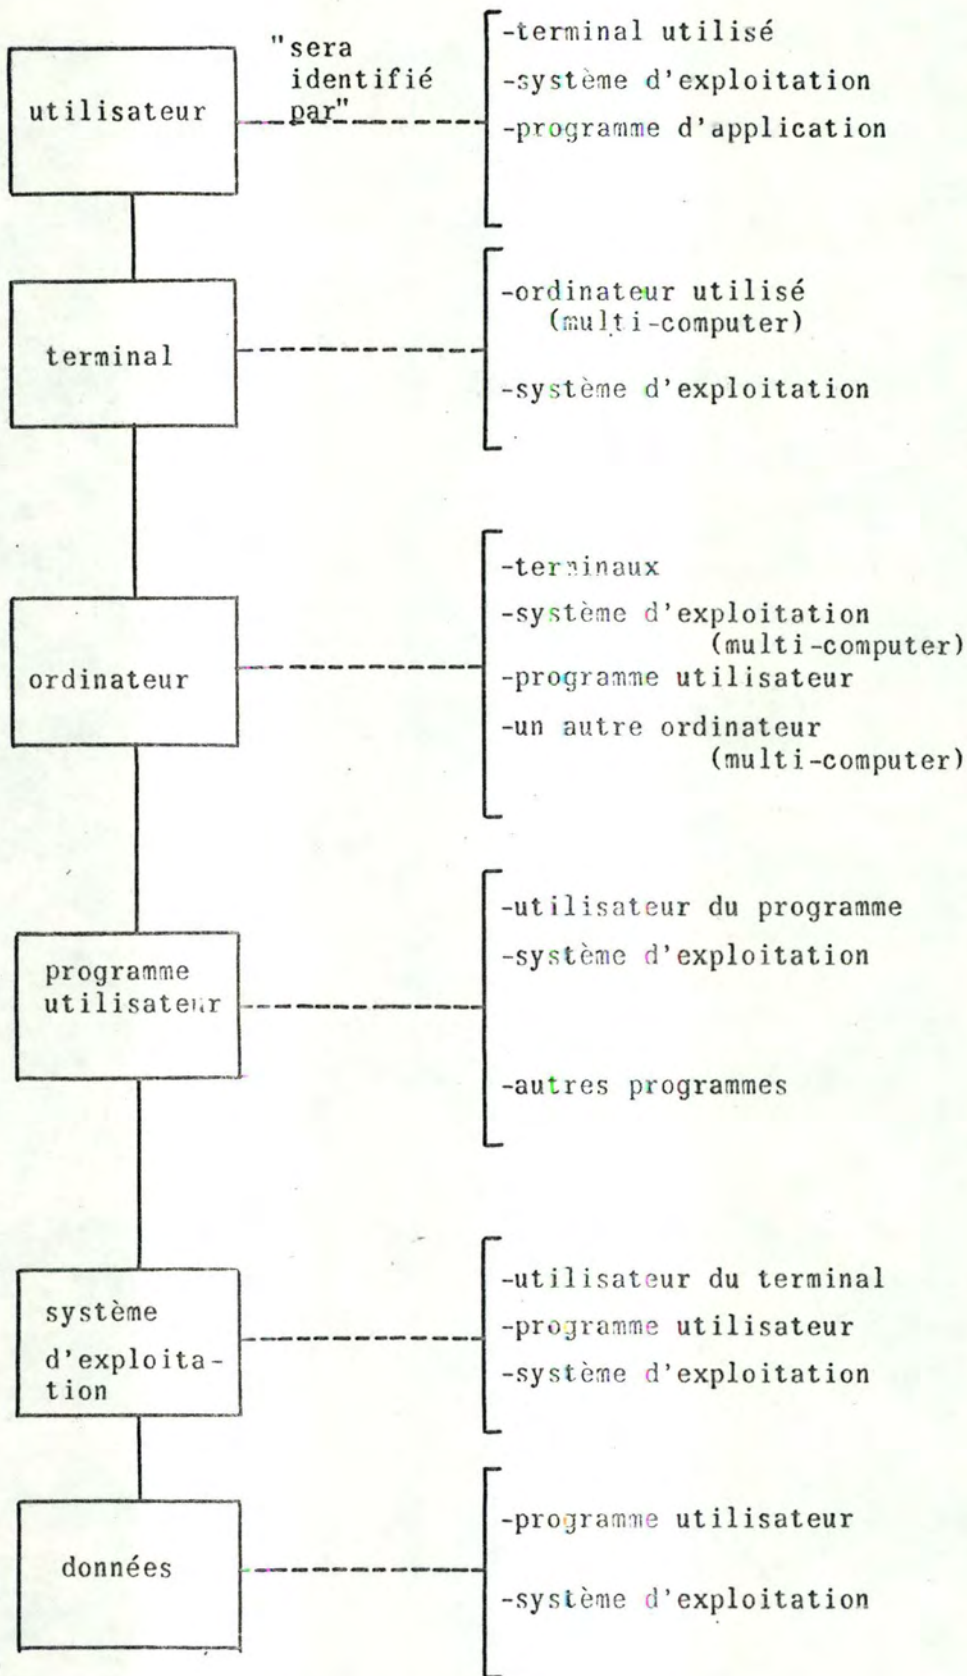 utilisateur
"sera
identifié
par"
-terminal utilisé
-système d'exploitation
-programme d'application
terminal
-ordinateur utilisé
(multi-computer)
-système d'exploitation
ordinateur
-terminaux
-système d'exploitation
(multi-computer)
-programme utilisateur
-un autre ordinateur
(multi-computer)
programme
utilisateur
-utilisateur du programme
-système d'exploitation
-autres programmes
système
d'exploita-
tion
-utilisateur du terminal
-programme utilisateur
-système d'exploitation
données
-programme utilisateur
-système d'exploitation